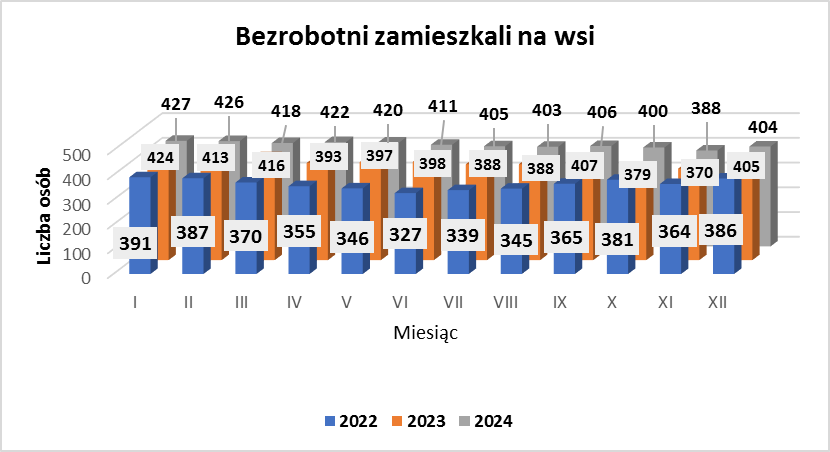 Bezrobotni zamieszkali na wsi
427 426 418 422 420 411 405 403 406 400 388 404
424 413 416 393 397 398 388 388 407 379 370 405
391 387 370 355 346 327 339 345 365 381 364 386
Liczba osób
500
400
300
200
100
0
I II III IV V VI VII VIII IX X XI XII
Miesiąc
2022 2023 2024